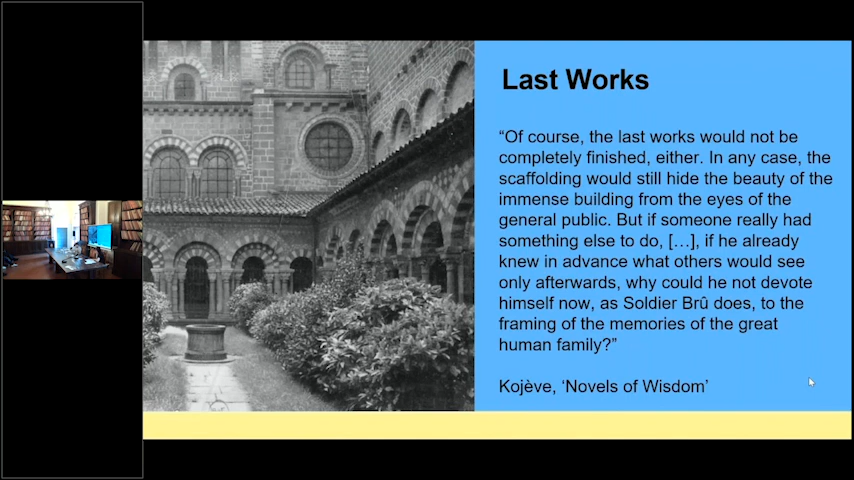 Last Works
“Of course, the last works would not be
completely finished, either. In any case, the
scaffolding would still hide the beauty of the
immense building from the eyes of the
general public. But if someone really had
something else to do, […], if he already
knew in advance what others would see
only afterwards, why could he not devote
himself now, as Soldier Brû does, to the
framing of the memories of the great
human family?”
Kojève, ‘Novels of Wisdom’